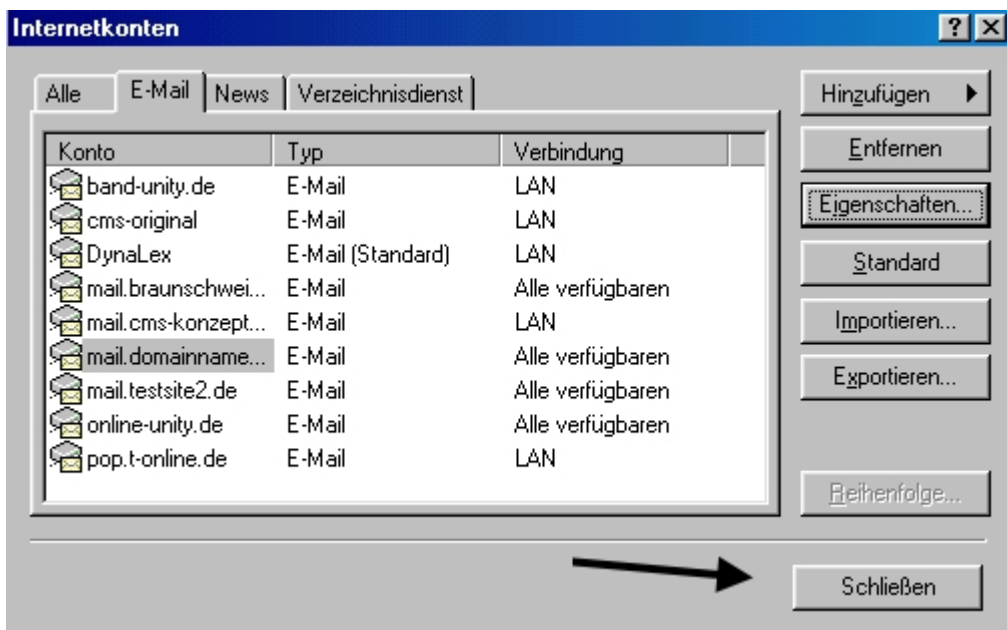 Internetkonten
Alle E-Mail News Verzeichnisdienst
Konto Typ Verbindung
band-unity.de E-Mail LAN
cms-original E-Mail LAN
DynaLex E-Mail (Standard) LAN
mail.braunschwei... E-Mail Alle verfügbaren
mail.cms-konzept... E-Mail LAN
mail.domainname... E-Mail Alle verfügbaren
mail.testsite2.de E-Mail Alle verfügbaren
online-unity.de E-Mail Alle verfügbaren
pop.t-online.de E-Mail LAN
Hinzufügen
Entfernen
Eigenschaften...
Standard
Importieren...
Exportieren...
Reihenfolge...
Schließen